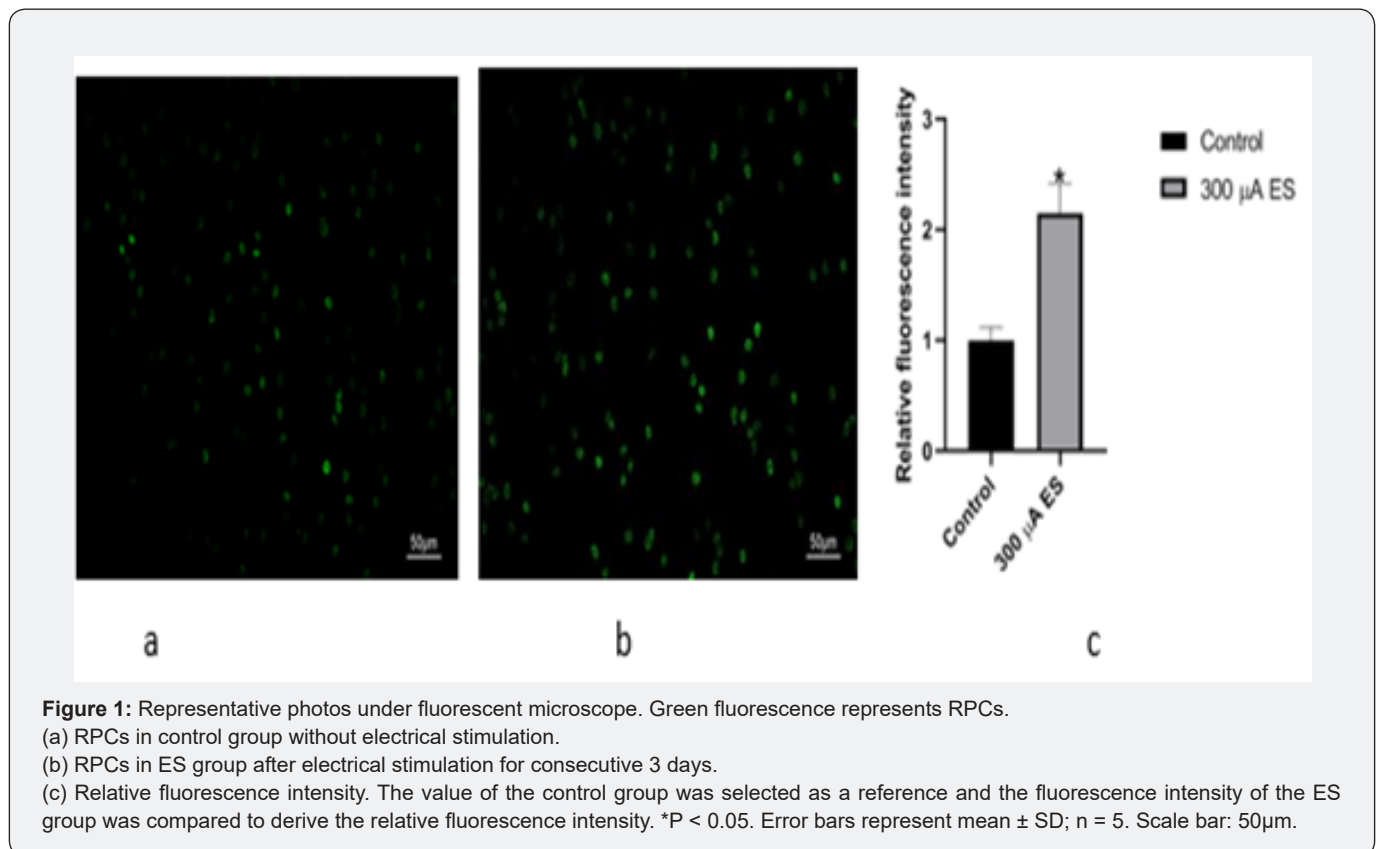 50µm
50µm
Relative fluorescence intensity
3
2
1
0
*
Control
300 µA ES
Control
300 µA ES
a
b
c
Figure 1: Representative photos under fluorescent microscope. Green fluorescence represents RPCs.
(a) RPCs in control group without electrical stimulation.
(b) RPCs in ES group after electrical stimulation for consecutive 3 days.
(c) Relative fluorescence intensity. The value of the control group was selected as a reference and the fluorescence intensity of the ES
group was compared to derive the relative fluorescence intensity. *P < 0.05. Error bars represent mean ± SD; n = 5. Scale bar: 50µm.